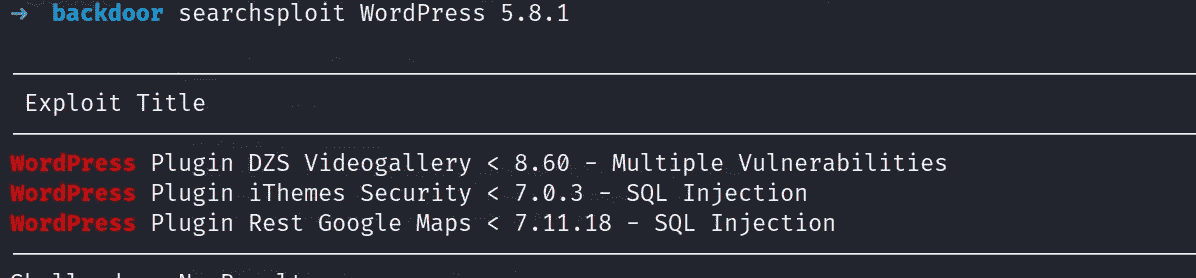 → backdoor searchsploit WordPress 5.8.1
Exploit Title
WordPress Plugin DZS Videogallery < 8.60 - Multiple Vulnerabilities
WordPress Plugin iThemes Security < 7.0.3 - SQL Injection
WordPress Plugin Rest Google Maps < 7.11.18 - SQL Injection